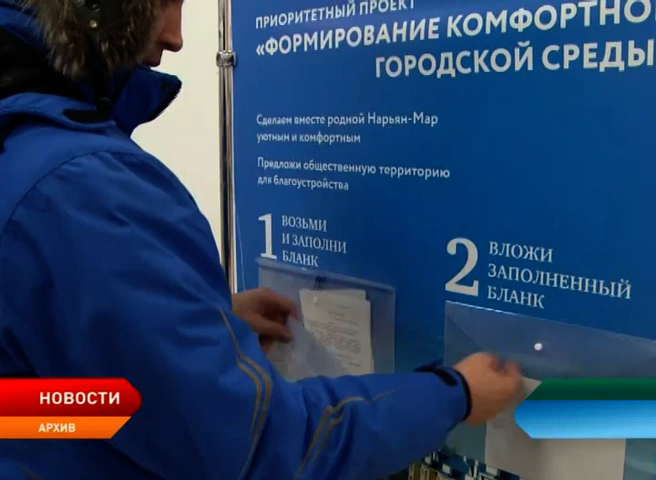 ПРИОРИТЕТНЫЙ ПРОЕКТ
«ФОРМИРОВАНИЕ КОМФОРТНО
ГОРОДСКОЙ СРЕДЫ
Сделаем вместе родной Нарьян-Мар
уютным и комфортным
Предложи общественную территорию
для благоустройства
1 ВОЗЬМИ
И ЗАПОЛНИ
БЛАНК
2 ВЛОЖИ
ЗАПОЛНЕННЫЙ
БЛАНК
НОВОСТИ
АРХИВ